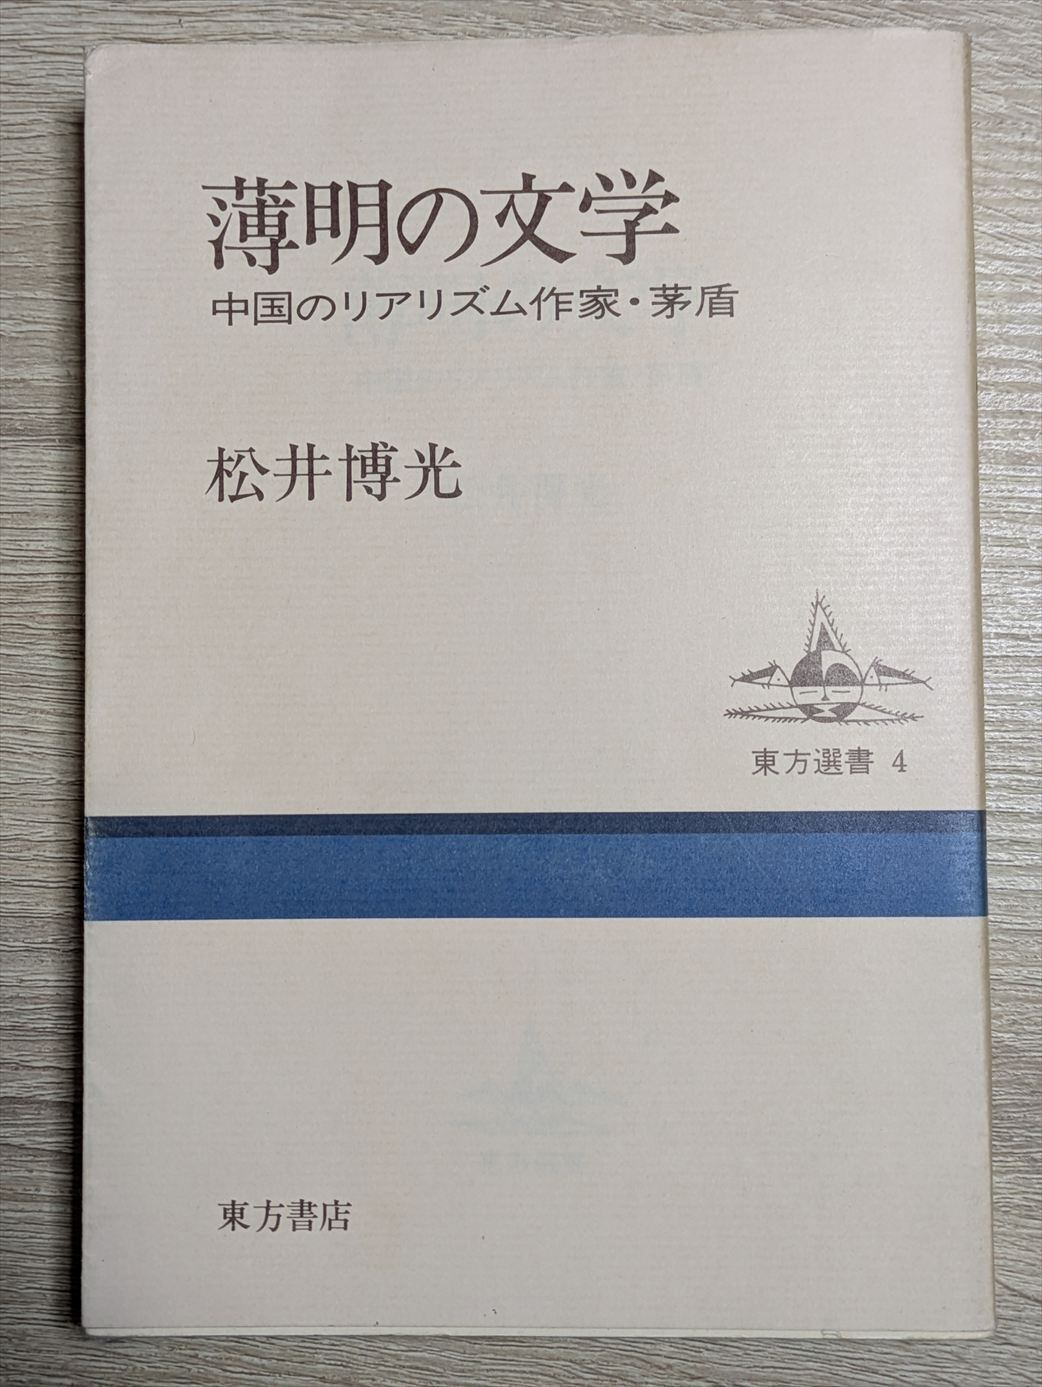 薄明の文学
中国のリアリズム作家・茅盾
松井博光
東方選書 4
東方書店